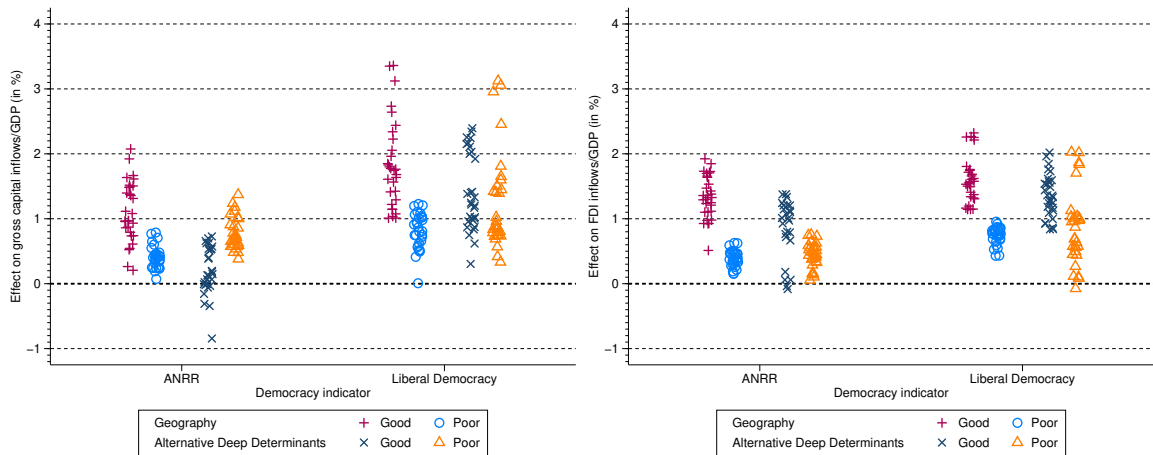 Effect on gross capital inflows/GDP (in %)
4
3
2
1
0
−1
ANRR
Liberal Democracy
Democracy indicator
Geography Good Poor
Alternative Deep Determinants Good Poor
Effect on FDI inflows/GDP (in %)
4
3
2
1
0
−1
ANRR
Liberal Democracy
Democracy indicator
Geography Good Poor
Alternative Deep Determinants Good Poor